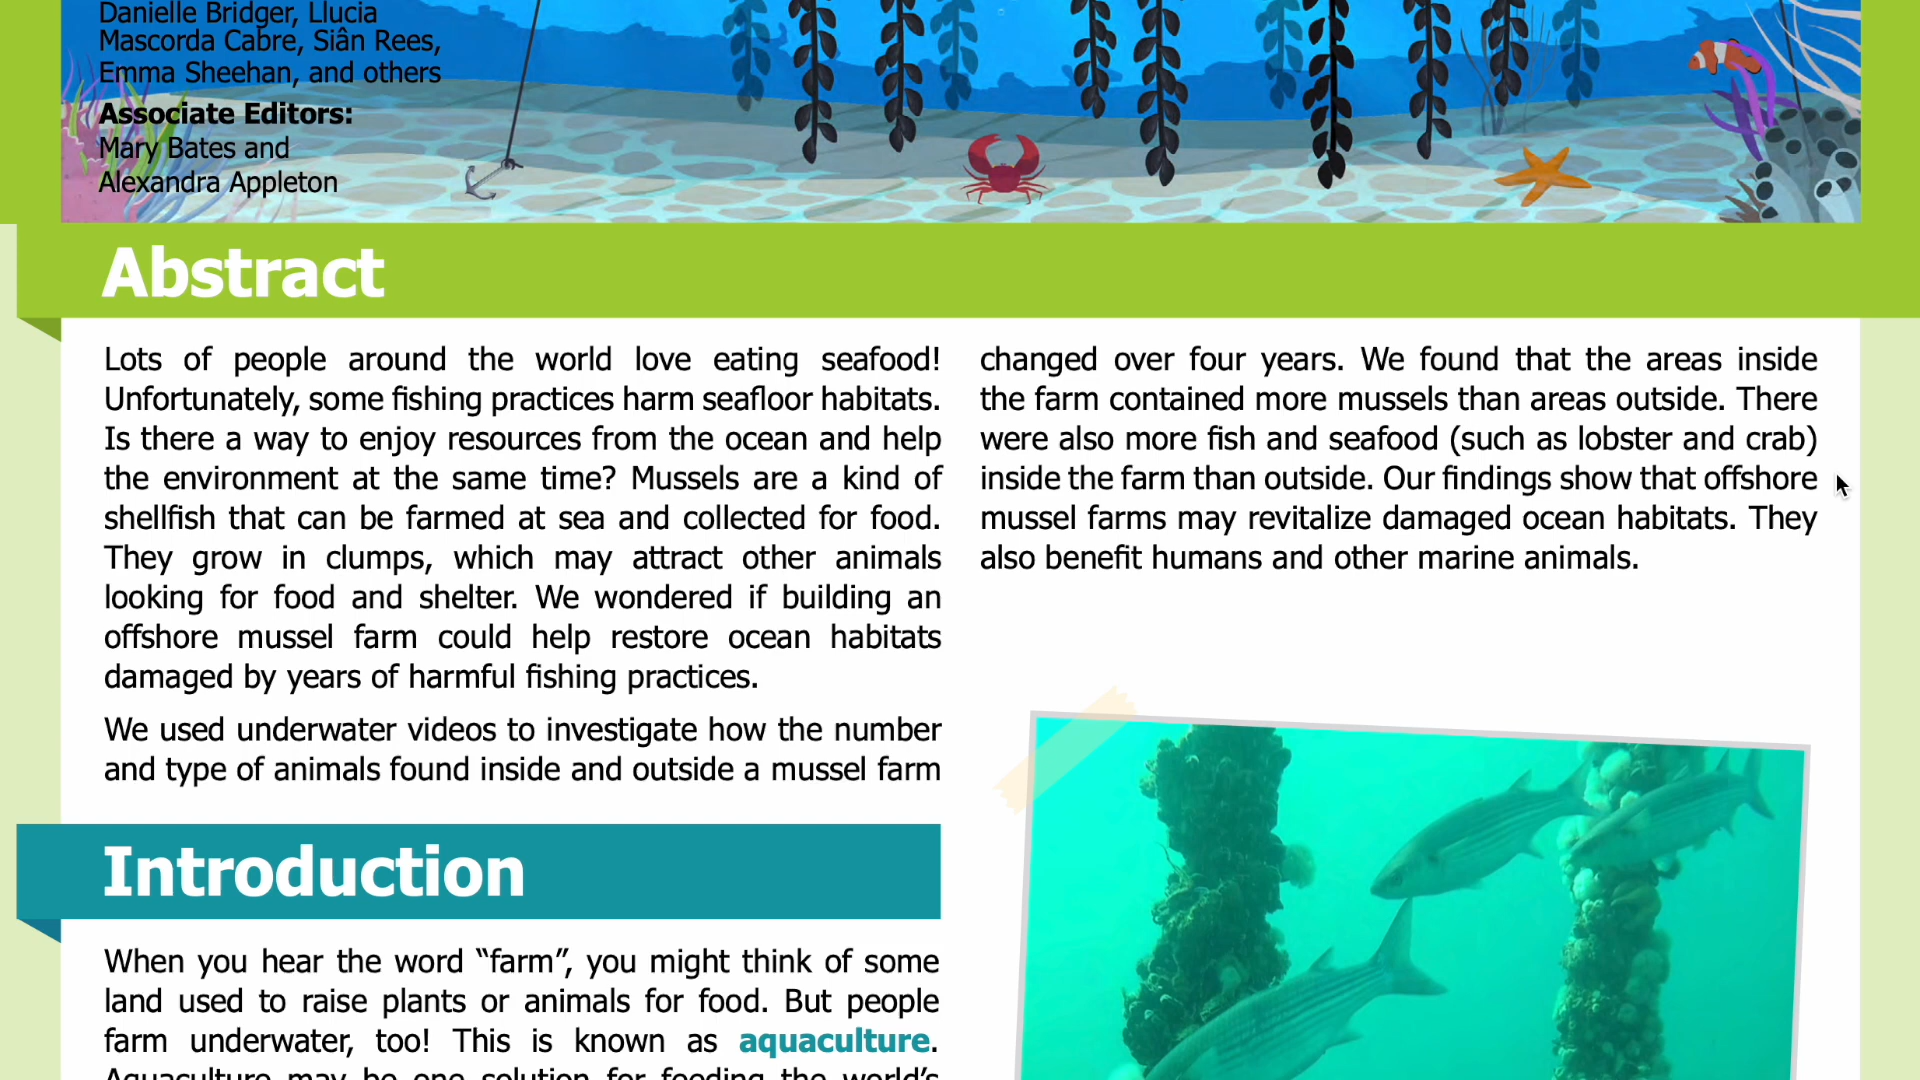 Danielle Bridger, Llucia
Mascorda Cabre, Siân Rees,
Emma Sheehan, and others
Associate Editors:
Mary Bates and
Alexandra Appleton
Abstract
Lots of people around the world love eating seafood!
Unfortunately, some fishing practices harm seafloor habitats.
Is there a way to enjoy resources from the ocean and help
the environment at the same time? Mussels are a kind of
shellfish that can be farmed at sea and collected for food.
They grow in clumps, which may attract other animals
looking for food and shelter. We wondered if building an
offshore mussel farm could help restore ocean habitats
damaged by years of harmful fishing practices.
We used underwater videos to investigate how the number
and type of animals found inside and outside a mussel farm
changed over four years. We found that the areas inside
the farm contained more mussels than areas outside. There
were also more fish and seafood (such as lobster and crab)
inside the farm than outside. Our findings show that offshore
mussel farms may revitalize damaged ocean habitats. They
also benefit humans and other marine animals.
Introduction
When you hear the word “farm”, you might think of some
land used to raise plants or animals for food. But people
farm underwater, too! This is known as aquaculture.
Aquaculture may be one solution for feeding the world’s